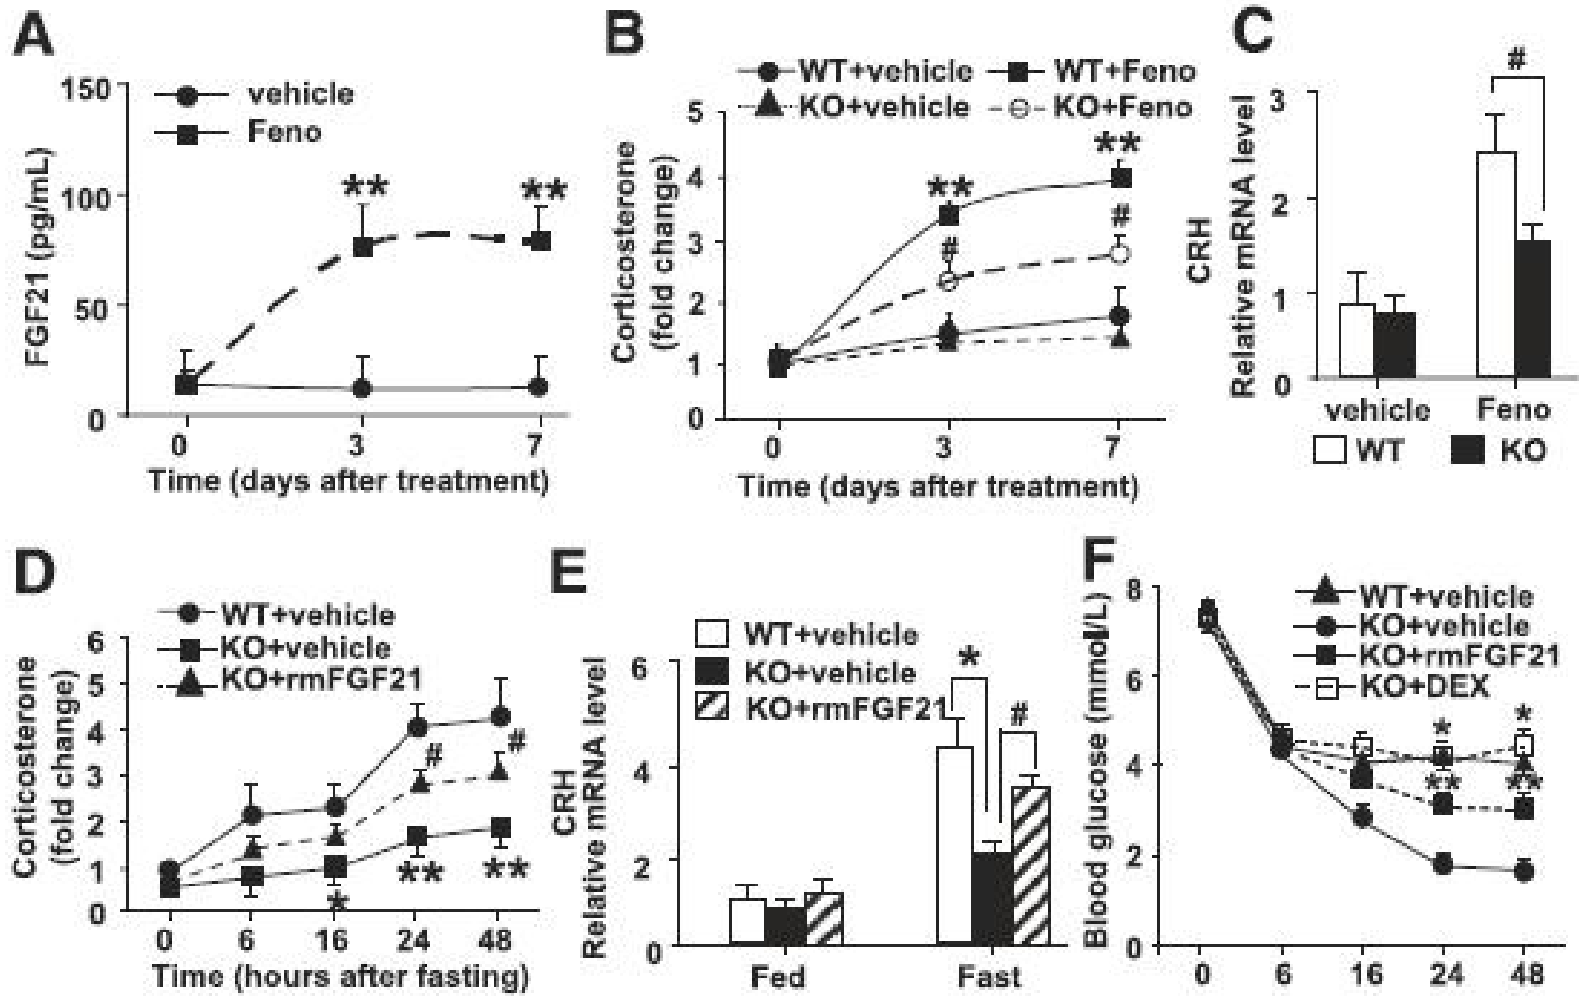 A
150
100
50
0
FGF21 (pg/mL)
vehicle
Feno
**
**
0 3 7
Time (days after treatment)
B
WT+vehicle WT+Feno
KO+vehicle KO+Feno
5
4
3
2
1
0
Corticosterone
(fold change)
**
**
#
#
0 3 7
Time (days after treatment)
C
#
3
2
1
0
CRH
Relative mRNA level
vehicle Feno
WT KO
D
WT+vehicle
KO+vehicle
KO+rmFGF21
6
5
4
3
2
1
0
Corticosterone
(fold change)
#
#
*
**
**
0 6 16 24 48
Time (hours after fasting)
E
WT+vehicle
KO+vehicle
KO+rmFGF21
*
#
6
4
2
0
CRH
Relative mRNA level
Fed Fast
F
WT+vehicle
KO+vehicle
KO+rmFGF21
KO+DEX
8
6
4
2
0
Blood glucose (mmol/L)
*
*
**
**
0 6 16 24 48